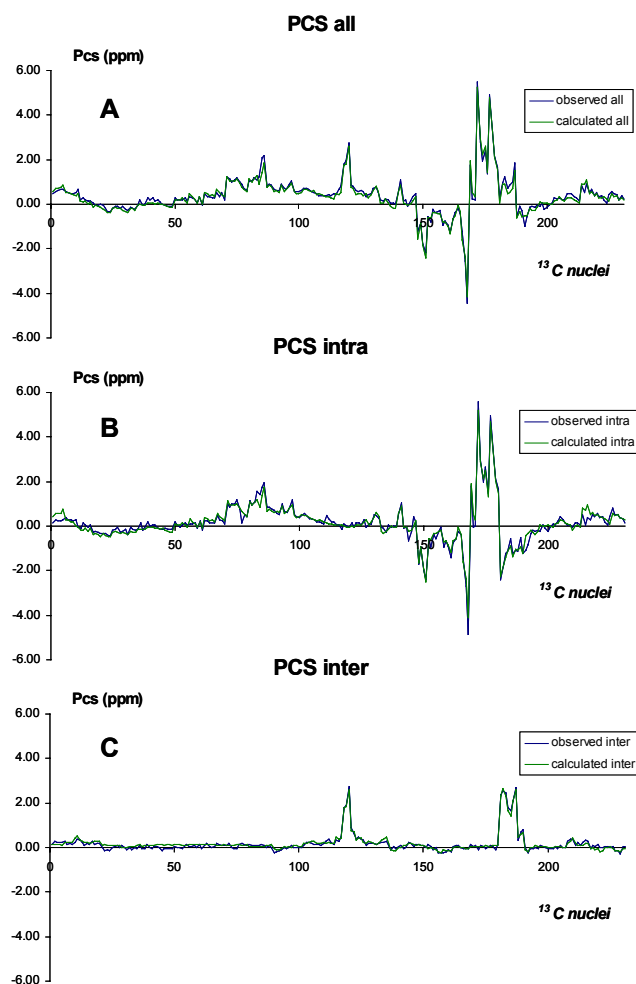 PCS all
Pcs (ppm)
6.00
A
observed all
calculated all
4.00
2.00
0.00
0 50 100 150 200
-2.00
¹³C nuclei
-4.00
-6.00
PCS intra
Pcs (ppm)
6.00
B
observed intra
calculated intra
4.00
2.00
0.00
0 50 100 150 200
-2.00
¹³C nuclei
-4.00
-6.00
PCS inter
Pcs (ppm)
6.00
C
observed inter
calculated inter
4.00
2.00
0.00
0 50 100 150 200
-2.00
¹³C nuclei
-4.00
-6.00